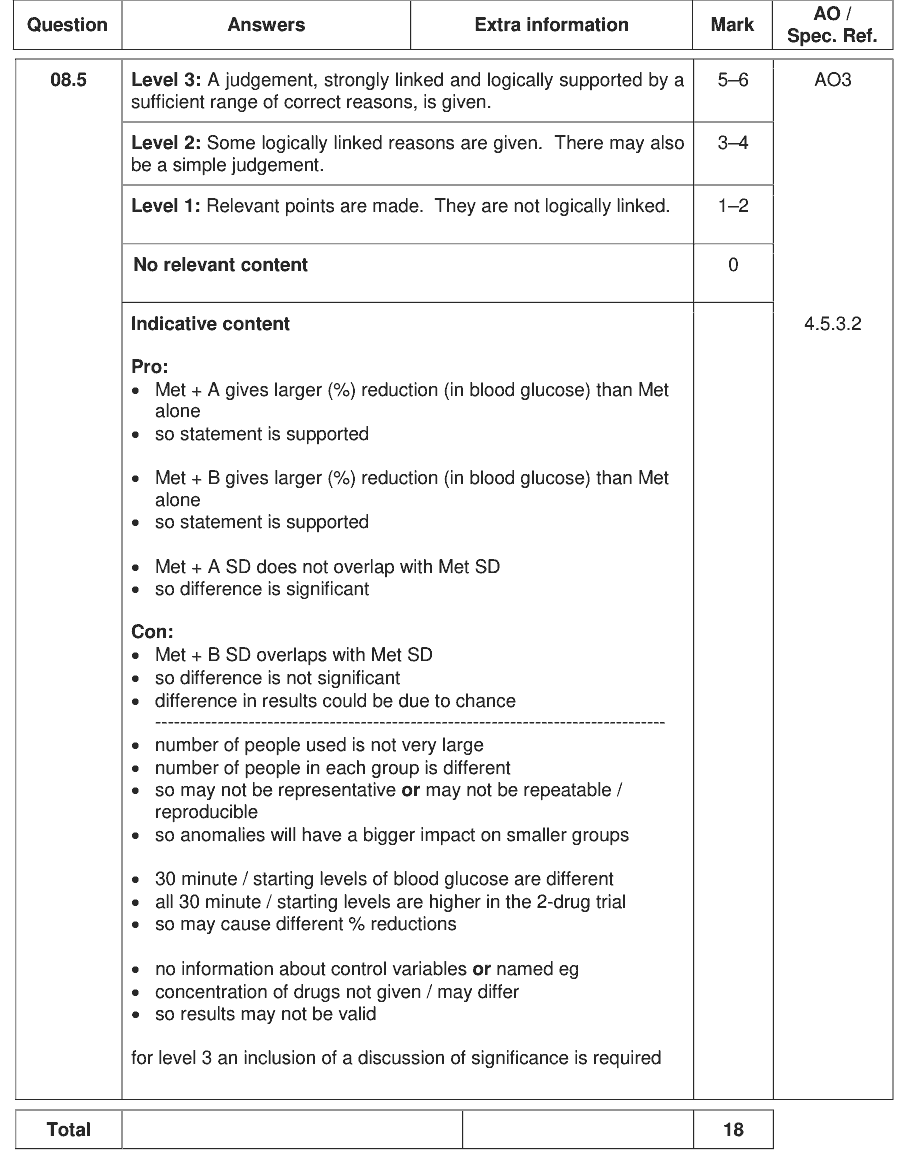 Question Answers Extra information Mark AO /
Spec. Ref.
08.5 Level 3: A judgement, strongly linked and logically supported by a 5–6 AO3
sufficient range of correct reasons, is given.
Level 2: Some logically linked reasons are given. There may also 3–4
be a simple judgement.
Level 1: Relevant points are made. They are not logically linked. 1–2
No relevant content 0
Indicative content 4.5.3.2
Pro:
• Met + A gives larger (%) reduction (in blood glucose) than Met
alone
• so statement is supported
• Met + B gives larger (%) reduction (in blood glucose) than Met
alone
• so statement is supported
• Met + A SD does not overlap with Met SD
• so difference is significant
Con:
• Met + B SD overlaps with Met SD
• so difference is not significant
• difference in results could be due to chance
----------------------------------------------------------------------------------
• number of people used is not very large
• number of people in each group is different
• so may not be representative or may not be repeatable /
reproducible
• so anomalies will have a bigger impact on smaller groups
• 30 minute / starting levels of blood glucose are different
• all 30 minute / starting levels are higher in the 2-drug trial
• so may cause different % reductions
• no information about control variables or named eg
• concentration of drugs not given / may differ
• so results may not be valid
for level 3 an inclusion of a discussion of significance is required
Total 18